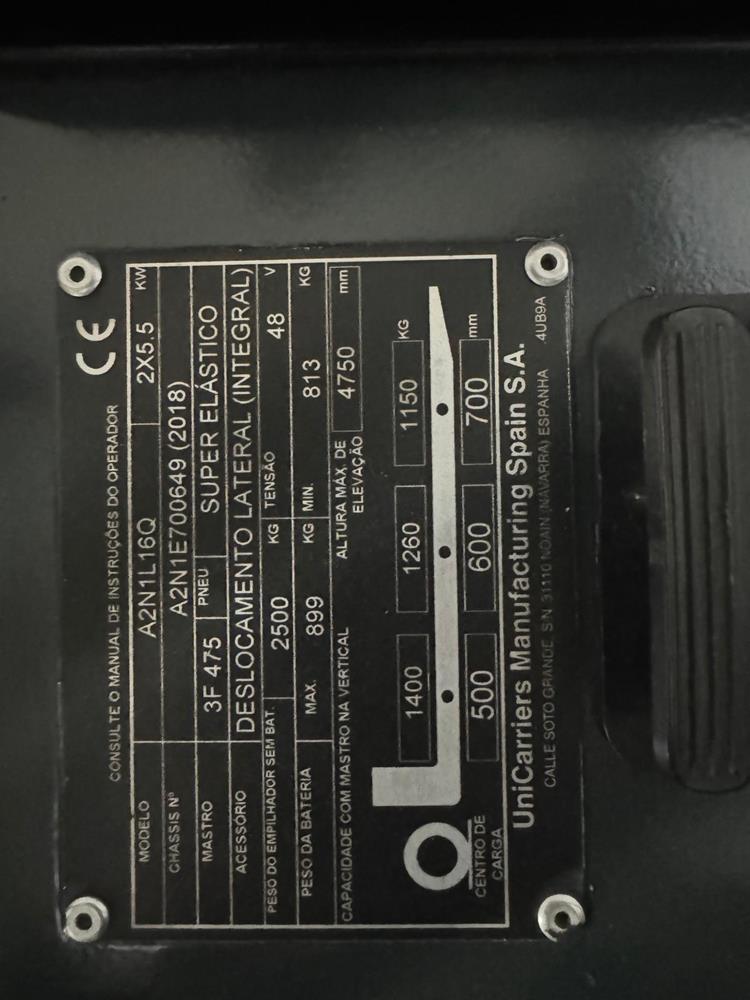 CE
CONSULTE O MANUAL DE INSTRUÇÕES DO OPERADOR
MODELO A2N1L16Q 2X5.5 KW
CHASSIS Nº A2N1E700649 (2018)
MASTRO 3F 475 PNEU SUPER ELÁSTICO
ACESSÓRIO DESLOCAMENTO LATERAL (INTEGRAL)
PESO DO EMPILHADOR SEM BAT. 2500 KG TENSÃO 48 V
PESO DA BATERIA MAX. 899 KG MIN. 813 KG
CAPACIDADE COM MASTRO NA VERTICAL ALTURA MÁX. DE ELEVAÇÃO 4750 mm
1400 1260 1150 KG
CENTRO DE CARGA 500 600 700 mm
UniCarriers Manufacturing Spain S.A.
CALLE SOTO GRANDE, S/N. 31110 NOAIN (NAVARRA) ESPANHA 4UB9A